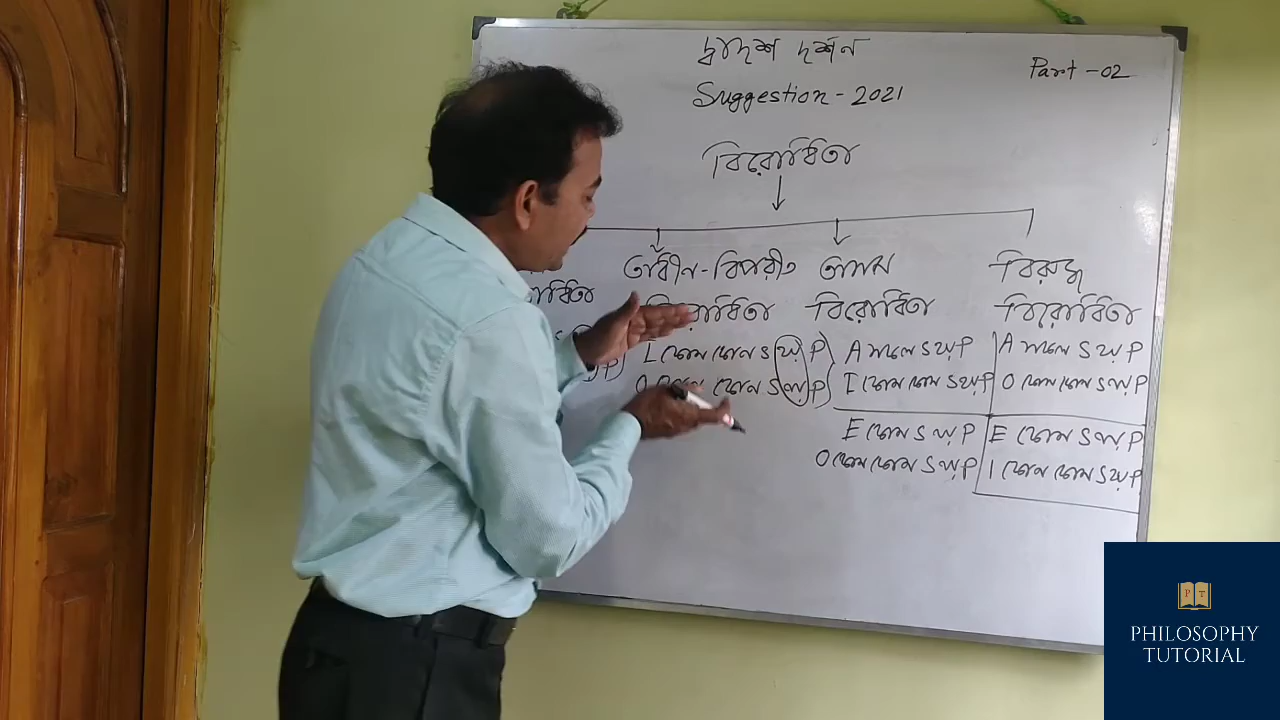 দ্বাদশ দর্শন
Part - 02
Suggestion - 2021
বিরোধিতা
অধীন-বিপরীত
অসম
বিরুদ্ধ
বিরোধিতা
বিরোধিতা
বিরোধিতা
I কোন কোন S হয় P
O কোন S নয় P
A সকল S হয় P
I কোন কোন S হয় P
E কোন S নয় P
O কোন কোন S নয় P
A সকল S হয় P
O কোন কোন S নয় P
E কোন S নয় P
I কোন কোন S হয় P
PHILOSOPHY
TUTORIAL